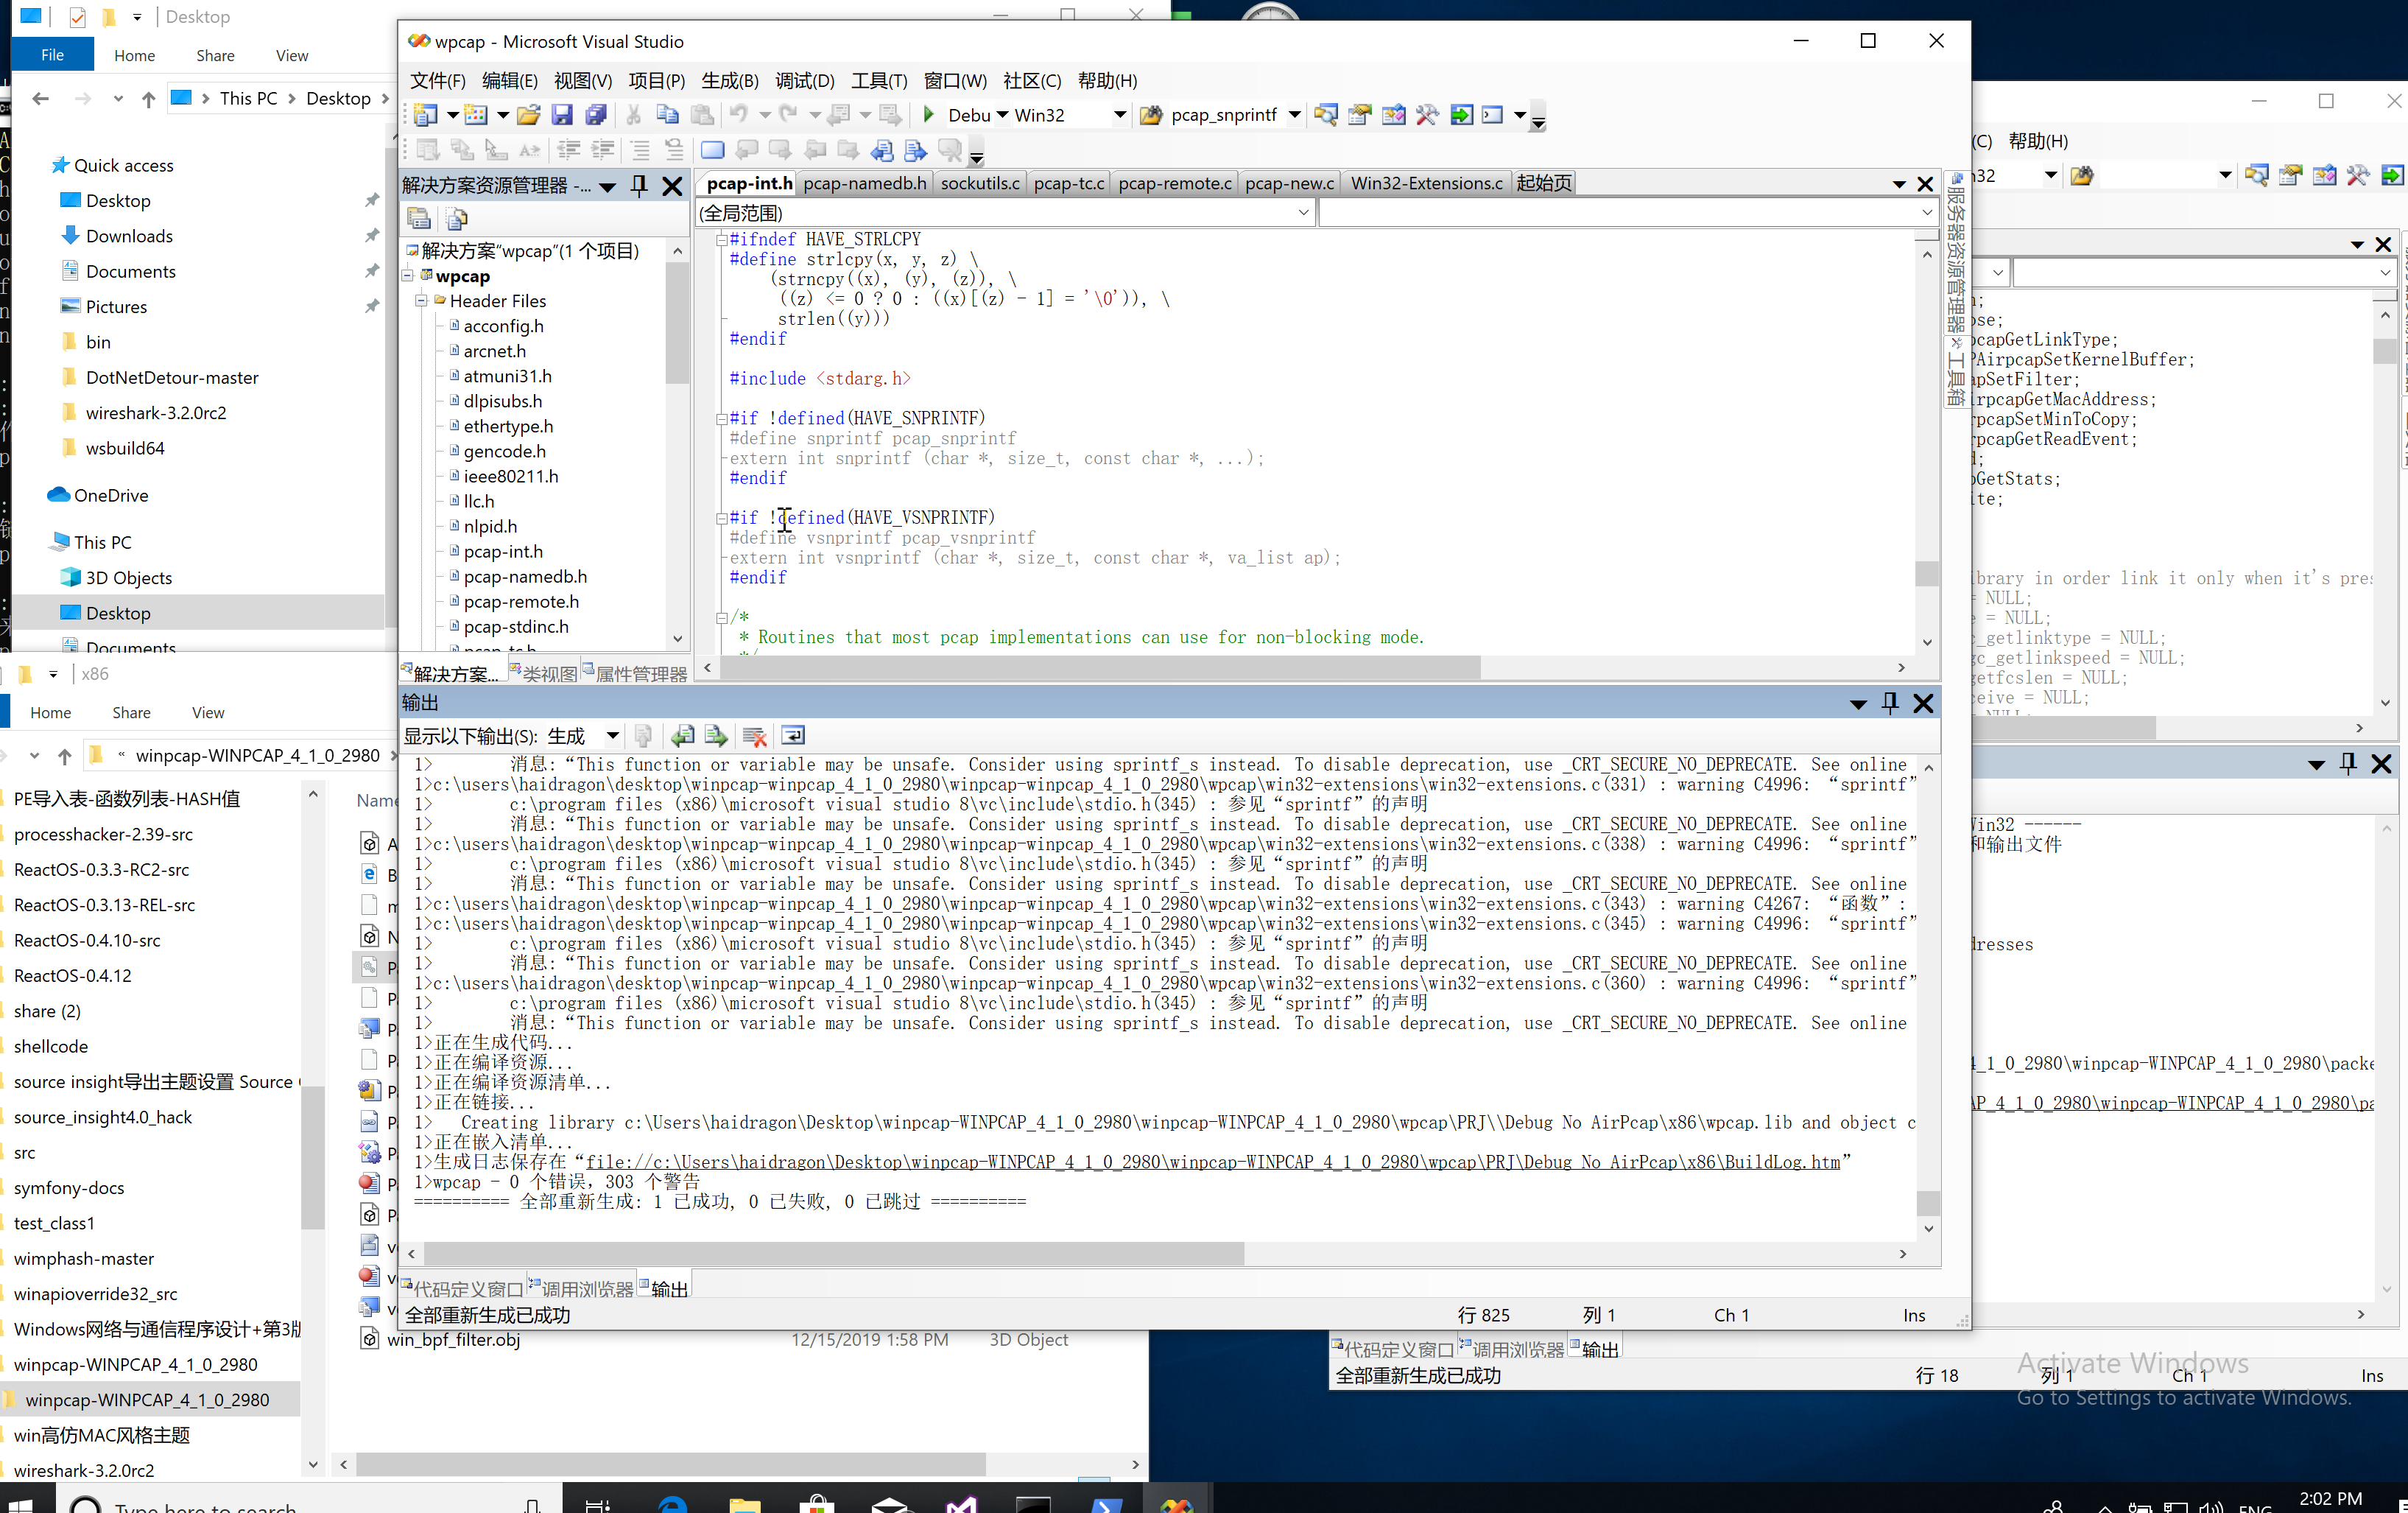 Desktop
File
Home
Share
View
This PC
Desktop
Quick access
Desktop
Downloads
Documents
Pictures
bin
DotNetDetour-master
wireshark-3.2.0rc2
wsbuild64
OneDrive
This PC
3D Objects
Desktop
Documents
x86
Home
Share
View
« winpcap-WINPCAP_4_1_0_2980
PE导入表-函数列表-HASH值
processhacker-2.39-src
ReactOS-0.3.3-RC2-src
ReactOS-0.3.13-REL-src
ReactOS-0.4.10-src
ReactOS-0.4.12
share (2)
shellcode
source insight导出主题设置 Source
source_insight4.0_hack
src
symfony-docs
test_class1
wimphash-master
winapioverride32_src
Windows网络与通信程序设计+第3版
winpcap-WINPCAP_4_1_0_2980
winpcap-WINPCAP_4_1_0_2980
win高仿MAC风格主题
wireshark-3.2.0rc2
Name
win_bpf_filter.obj 12/15/2019 1:58 PM 3D Object
wpcap - Microsoft Visual Studio
文件(F) 编辑(E) 视图(V) 项目(P) 生成(B) 调试(D) 工具(T) 窗口(W) 社区(C) 帮助(H)
Debu Win32 pcap_snprintf
解决方案资源管理器 -...
解决方案“wpcap”(1 个项目)
wpcap
Header Files
acconfig.h
arcnet.h
atmuni31.h
dlpisubs.h
ethertype.h
gencode.h
ieee80211.h
llc.h
nlpid.h
pcap-int.h
pcap-namedb.h
pcap-remote.h
pcap-stdinc.h
pcap-tc.h
解决方案... 类视图 属性管理器
pcap-int.h pcap-namedb.h sockutils.c pcap-tc.c pcap-remote.c pcap-new.c Win32-Extensions.c 起始页
(全局范围)
#ifndef HAVE_STRLCPY
#define strlcpy(x, y, z) \
(strncpy((x), (y), (z)), \
((z) <= 0 ? 0 : ((x)[(z) - 1] = '\0')), \
strlen((y)))
#endif
#include <stdarg.h>
#if !defined(HAVE_SNPRINTF)
#define snprintf pcap_snprintf
extern int snprintf (char *, size_t, const char *, ...);
#endif
#if !defined(HAVE_VSNPRINTF)
#define vsnprintf pcap_vsnprintf
extern int vsnprintf (char *, size_t, const char *, va_list ap);
#endif
/*
* Routines that most pcap implementations can use for non-blocking mode.
*/
服务器资源管理器
工具箱
输出
显示以下输出(S): 生成
1> 消息:“This function or variable may be unsafe. Consider using sprintf_s instead. To disable deprecation, use _CRT_SECURE_NO_DEPRECATE. See online
1>c:\users\haidragon\desktop\winpcap-winpcap_4_1_0_2980\winpcap-winpcap_4_1_0_2980\wpcap\win32-extensions\win32-extensions.c(331) : warning C4996: “sprintf”
1> c:\program files (x86)\microsoft visual studio 8\vc\include\stdio.h(345) : 参见“sprintf”的声明
1> 消息:“This function or variable may be unsafe. Consider using sprintf_s instead. To disable deprecation, use _CRT_SECURE_NO_DEPRECATE. See online
1>c:\users\haidragon\desktop\winpcap-winpcap_4_1_0_2980\winpcap-winpcap_4_1_0_2980\wpcap\win32-extensions\win32-extensions.c(338) : warning C4996: “sprintf”
1> c:\program files (x86)\microsoft visual studio 8\vc\include\stdio.h(345) : 参见“sprintf”的声明
1> 消息:“This function or variable may be unsafe. Consider using sprintf_s instead. To disable deprecation, use _CRT_SECURE_NO_DEPRECATE. See online
1>c:\users\haidragon\desktop\winpcap-winpcap_4_1_0_2980\winpcap-winpcap_4_1_0_2980\wpcap\win32-extensions\win32-extensions.c(343) : warning C4267: “函数”:
1>c:\users\haidragon\desktop\winpcap-winpcap_4_1_0_2980\winpcap-winpcap_4_1_0_2980\wpcap\win32-extensions\win32-extensions.c(345) : warning C4996: “sprintf”
1> c:\program files (x86)\microsoft visual studio 8\vc\include\stdio.h(345) : 参见“sprintf”的声明
1> 消息:“This function or variable may be unsafe. Consider using sprintf_s instead. To disable deprecation, use _CRT_SECURE_NO_DEPRECATE. See online
1>c:\users\haidragon\desktop\winpcap-winpcap_4_1_0_2980\winpcap-winpcap_4_1_0_2980\wpcap\win32-extensions\win32-extensions.c(360) : warning C4996: “sprintf”
1> c:\program files (x86)\microsoft visual studio 8\vc\include\stdio.h(345) : 参见“sprintf”的声明
1> 消息:“This function or variable may be unsafe. Consider using sprintf_s instead. To disable deprecation, use _CRT_SECURE_NO_DEPRECATE. See online
1>正在生成代码...
1>正在编译资源...
1>正在编译资源清单...
1>正在链接...
1> Creating library c:\Users\haidragon\Desktop\winpcap-WINPCAP_4_1_0_2980\winpcap-WINPCAP_4_1_0_2980\wpcap\PRJ\\Debug No AirPcap\x86\wpcap.lib and object c
1>正在嵌入清单...
1>生成日志保存在“file://c:\Users\haidragon\Desktop\winpcap-WINPCAP_4_1_0_2980\winpcap-WINPCAP_4_1_0_2980\wpcap\PRJ\Debug No AirPcap\x86\BuildLog.htm”
1>wpcap - 0 个错误，303 个警告
========== 全部重新生成: 1 已成功, 0 已失败, 0 已跳过 ==========
代码定义窗口 调用浏览器 输出
全部重新生成已成功 行 825 列 1 Ch 1 Ins
(C) 帮助(H)
32
ose;
pcapGetLinkType;
PAirpcapSetKernelBuffer;
apSetFilter;
irpcapGetMacAddress;
rpcapSetMinToCopy;
rpcapGetReadEvent;
d;
pGetStats;
ite;
ibrary in order link it only when it's pres
= NULL;
e = NULL;
c_getlinktype = NULL;
gc_getlinkspeed = NULL;
getfcslen = NULL;
ceive = NULL;
Win32 ------
和输出文件
dresses
4_1_0_2980\winpcap-WINPCAP_4_1_0_2980\packe
AP_4_1_0_2980\winpcap-WINPCAP_4_1_0_2980\pa
代码定义窗口 调用浏览器 输出
全部重新生成已成功 行 18 列 1 Ch 1 Ins
Activate Windows
Go to Settings to activate Windows.
Type here to search
ENG
2:02 PM